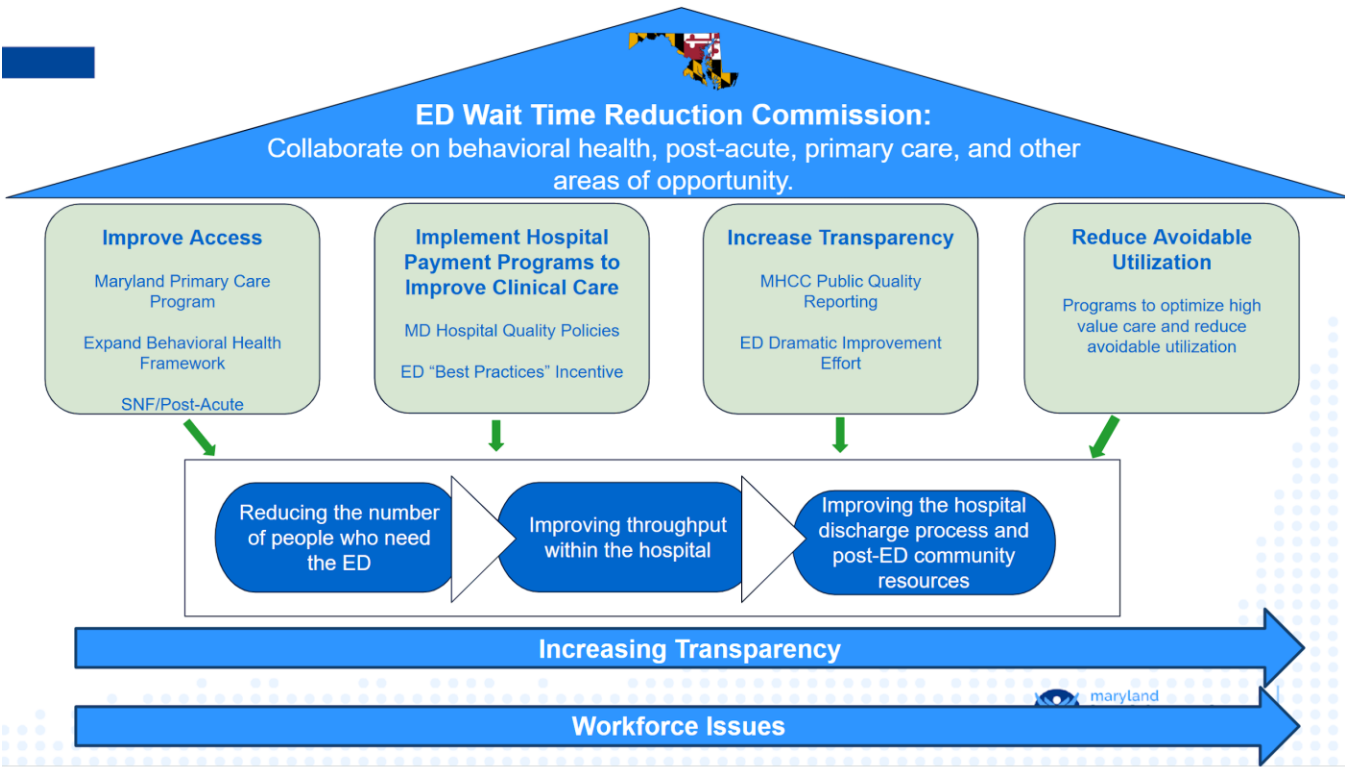 ED Wait Time Reduction Commission:
Collaborate on behavioral health, post-acute, primary care, and other
areas of opportunity.
Improve Access
Maryland Primary Care
Program
Expand Behavioral Health
Framework
SNF/Post-Acute
Implement Hospital
Payment Programs to
Improve Clinical Care
MD Hospital Quality Policies
ED “Best Practices” Incentive
Increase Transparency
MHCC Public Quality
Reporting
ED Dramatic Improvement
Effort
Reduce Avoidable
Utilization
Programs to optimize high
value care and reduce
avoidable utilization
Reducing the number
of people who need
the ED
Improving throughput
within the hospital
Improving the hospital
discharge process and
post-ED community
resources
Increasing Transparency
maryland
Workforce Issues